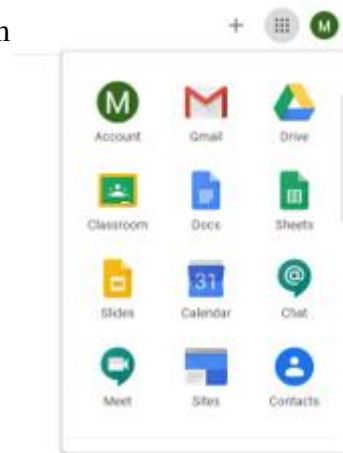 n
+ M
M
Account Gmail Drive
Classroom Docs Sheets
31
Slides Calendar Chat
Meet Sites Contacts